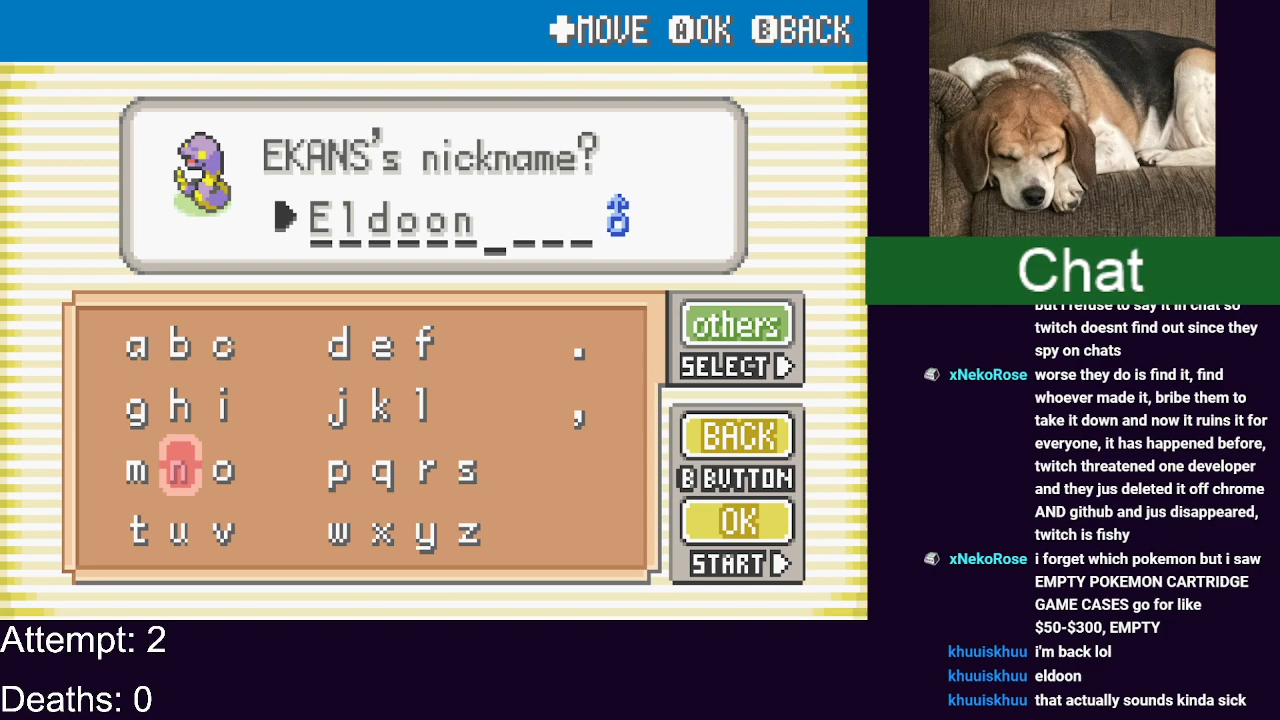 MOVE AOK BBACK
EKANS's nickname?
Eldoon
a b c d e f .
g h i j k l ,
m n o p q r s
t u v w x y z
others
SELECT
BACK
B BUTTON
OK
START
Attempt: 2
Deaths: 0
Chat
but i refuse to say it in chat so
twitch doesnt find out since they
spy on chats
xNekoRose worse they do is find it, find
whoever made it, bribe them to
take it down and now it ruins it for
everyone, it has happened before,
twitch threatened one developer
and they jus deleted it off chrome
AND github and jus disappeared,
twitch is fishy
xNekoRose i forget which pokemon but i saw
EMPTY POKEMON CARTRIDGE
GAME CASES go for like
$50-$300, EMPTY
khuuiskhuu i'm back lol
khuuiskhuu eldoon
khuuiskhuu that actually sounds kinda sick